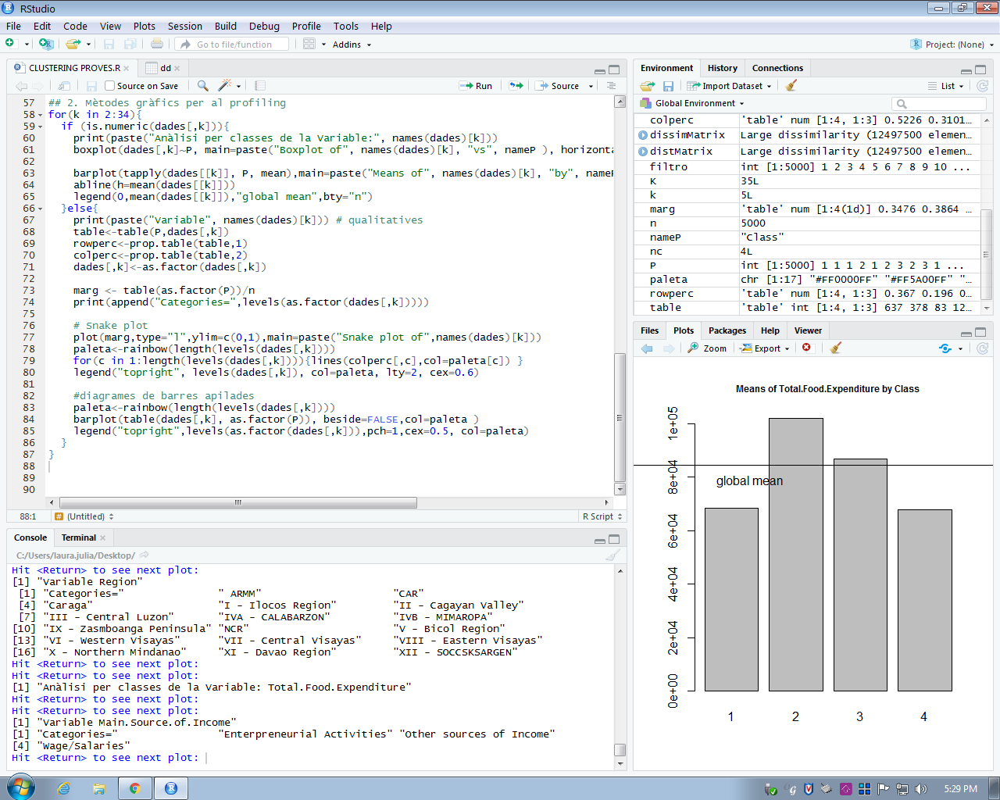 RStudio
File Edit Code View Plots Session Build Debug Profile Tools Help
Go to file/function Addins Project: (None)
CLUSTERING PROVES.R dd
Source on Save Run Source
57 ## 2. Mètodes gràfics per al profiling
58 for(k in 2:34){
59 if (is.numeric(dades[,k])){
60 print(paste("Anàlisi per classes de la Variable:", names(dades)[k]))
61 boxplot(dades[,k]~P, main=paste("Boxplot of", names(dades)[k], "vs", nameP ), horizonta
62
63 barplot(tapply(dades[[k]], P, mean),main=paste("Means of", names(dades)[k], "by", nameP
64 abline(h=mean(dades[[k]]))
65 legend(0,mean(dades[[k]]),"global mean",bty="n")
66 }else{
67 print(paste("Variable", names(dades)[k])) # qualitatives
68 table<-table(P,dades[,k])
69 rowperc<-prop.table(table,1)
70 colperc<-prop.table(table,2)
71 dades[,k]<-as.factor(dades[,k])
72
73 marg <- table(as.factor(P))/n
74 print(append("Categories=",levels(as.factor(dades[,k]))))
75
76 # Snake plot
77 plot(marg,type="l",ylim=c(0,1),main=paste("Snake plot of",names(dades)[k]))
78 paleta<-rainbow(length(levels(dades[,k])))
79 for(c in 1:length(levels(dades[,k]))){lines(colperc[,c],col=paleta[c]) }
80 legend("topright", levels(dades[,k]), col=paleta, lty=2, cex=0.6)
81
82 #diagrames de barres apilades
83 paleta<-rainbow(length(levels(dades[,k])))
84 barplot(table(dades[,k], as.factor(P)), beside=FALSE,col=paleta )
85 legend("topright",levels(as.factor(dades[,k])),pch=1,cex=0.5, col=paleta)
86 }
87 }
88
89
90
88:1 # (Untitled) R Script
Console Terminal
C:/Users/laura.julia/Desktop/
Hit <Return> to see next plot:
[1] "Variable Region"
[1] "Categories=" " ARMM" "CAR"
[4] "Caraga" "I - Ilocos Region" "II - Cagayan Valley"
[7] "III - Central Luzon" "IVA - CALABARZON" "IVB - MIMAROPA"
[10] "IX - Zasmboanga Peninsula" "NCR" "V - Bicol Region"
[13] "VI - Western Visayas" "VII - Central Visayas" "VIII - Eastern Visayas"
[16] "X - Northern Mindanao" "XI - Davao Region" "XII - SOCCSKSARGEN"
Hit <Return> to see next plot:
Hit <Return> to see next plot:
[1] "Anàlisi per classes de la Variable: Total.Food.Expenditure"
Hit <Return> to see next plot:
Hit <Return> to see next plot:
[1] "Variable Main.Source.of.Income"
[1] "Categories=" "Enterpreneurial Activities" "Other sources of Income"
[4] "Wage/Salaries"
Hit <Return> to see next plot:
Environment History Connections
Import Dataset List
Global Environment
colperc 'table' num [1:4, 1:3] 0.5226 0.3101…
dissimMatrix Large dissimilarity (12497500 elemen…
distMatrix Large dissimilarity (12497500 elemen…
filtro int [1:5000] 1 2 3 4 5 6 7 8 9 10 ...
K 35L
k 5L
marg 'table' num [1:4(1d)] 0.3476 0.3864 …
n 5000
nameP "Class"
nc 4L
P int [1:5000] 1 1 1 2 1 2 3 2 3 1 ...
paleta chr [1:17] "#FF0000FF" "#FF5A00FF" "…
rowperc 'table' num [1:4, 1:3] 0.367 0.196 0…
table 'table' int [1:4, 1:3] 637 378 83 12…
Files Plots Packages Help Viewer
Zoom Export
Means of Total.Food.Expenditure by Class
1e+05
8e+04
6e+04
4e+04
2e+04
0e+00
global mean
1 2 3 4
5:29 PM